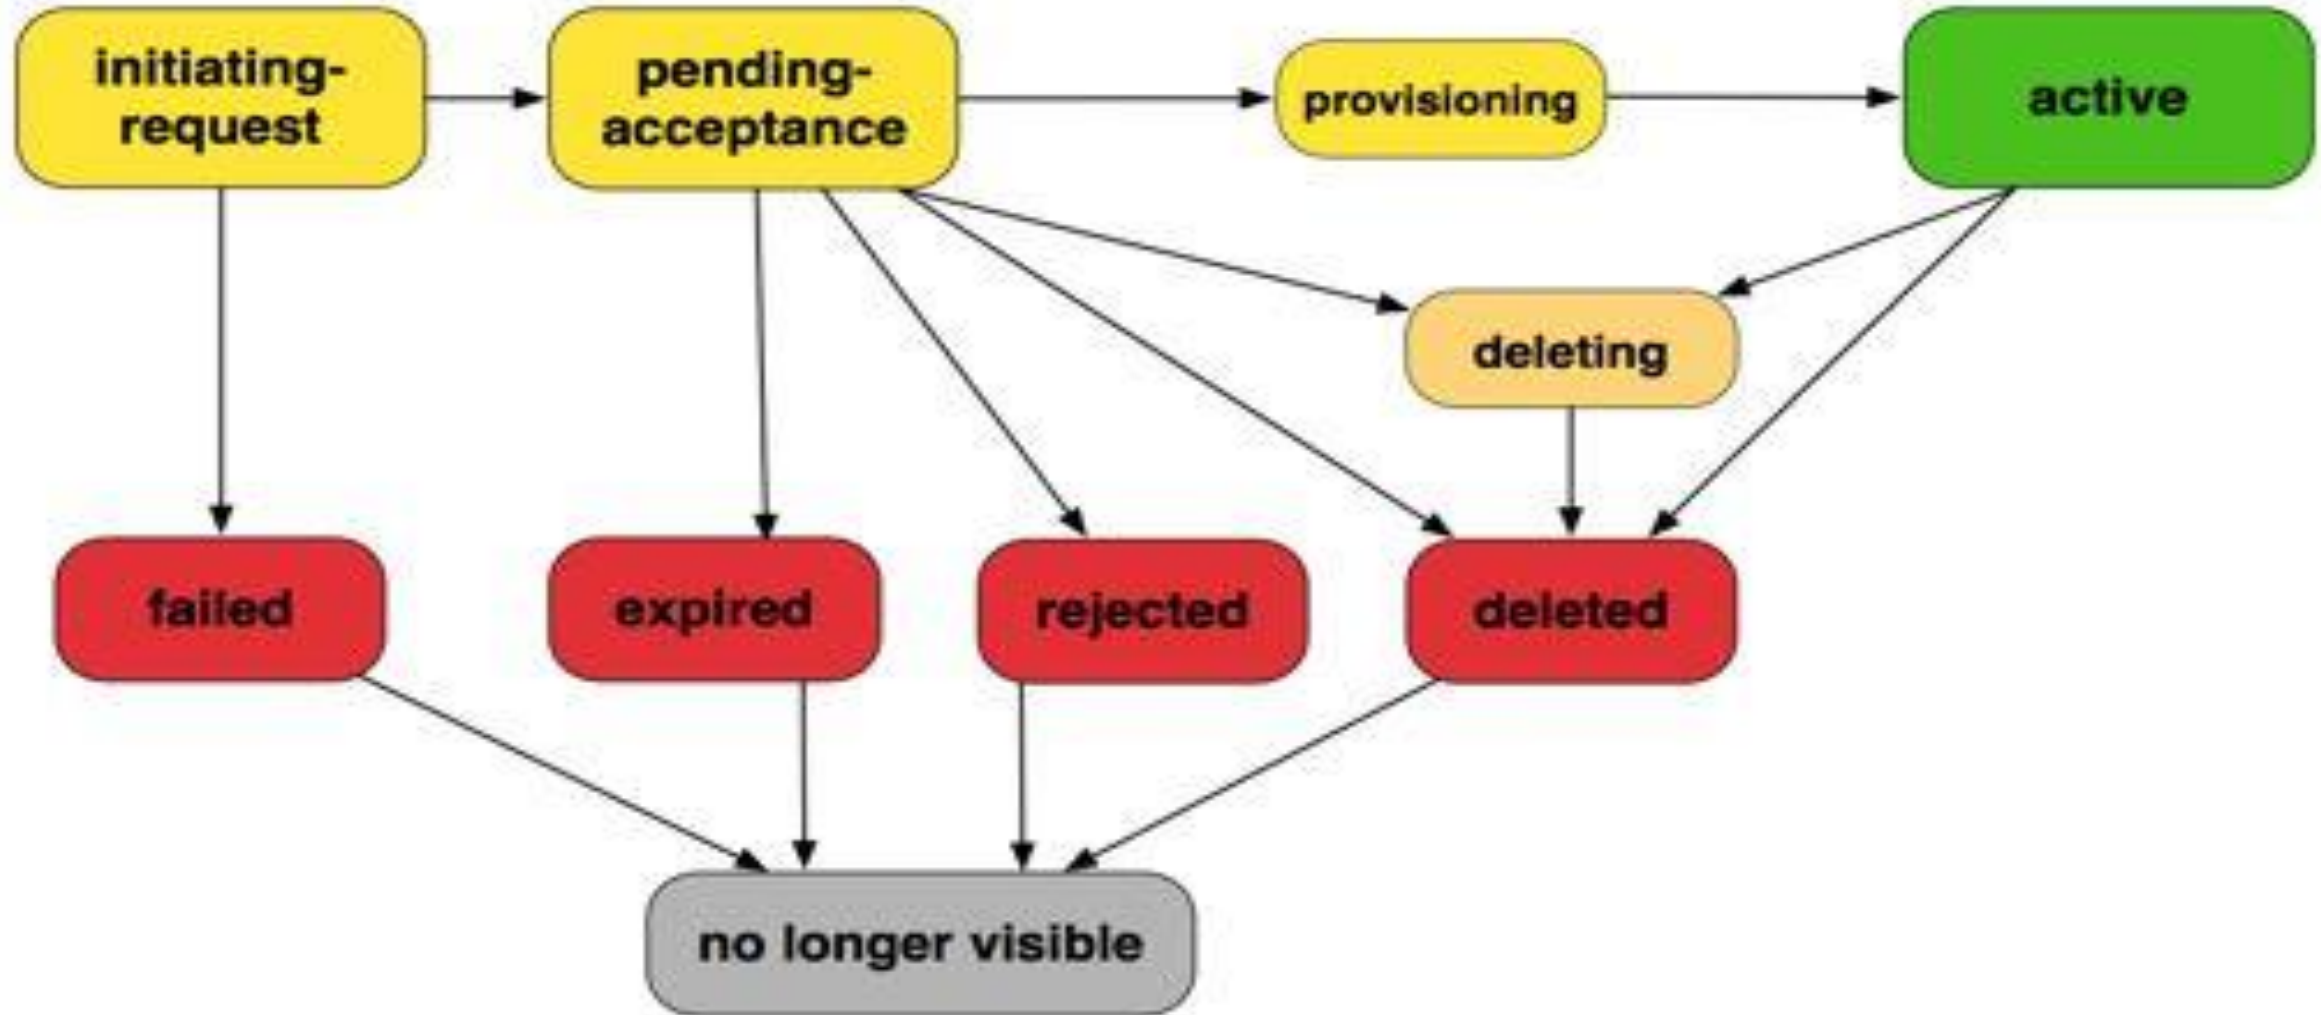 initiating-
request
pending-
acceptance
provisioning
active
deleting
failed
expired
rejected
deleted
no longer visible